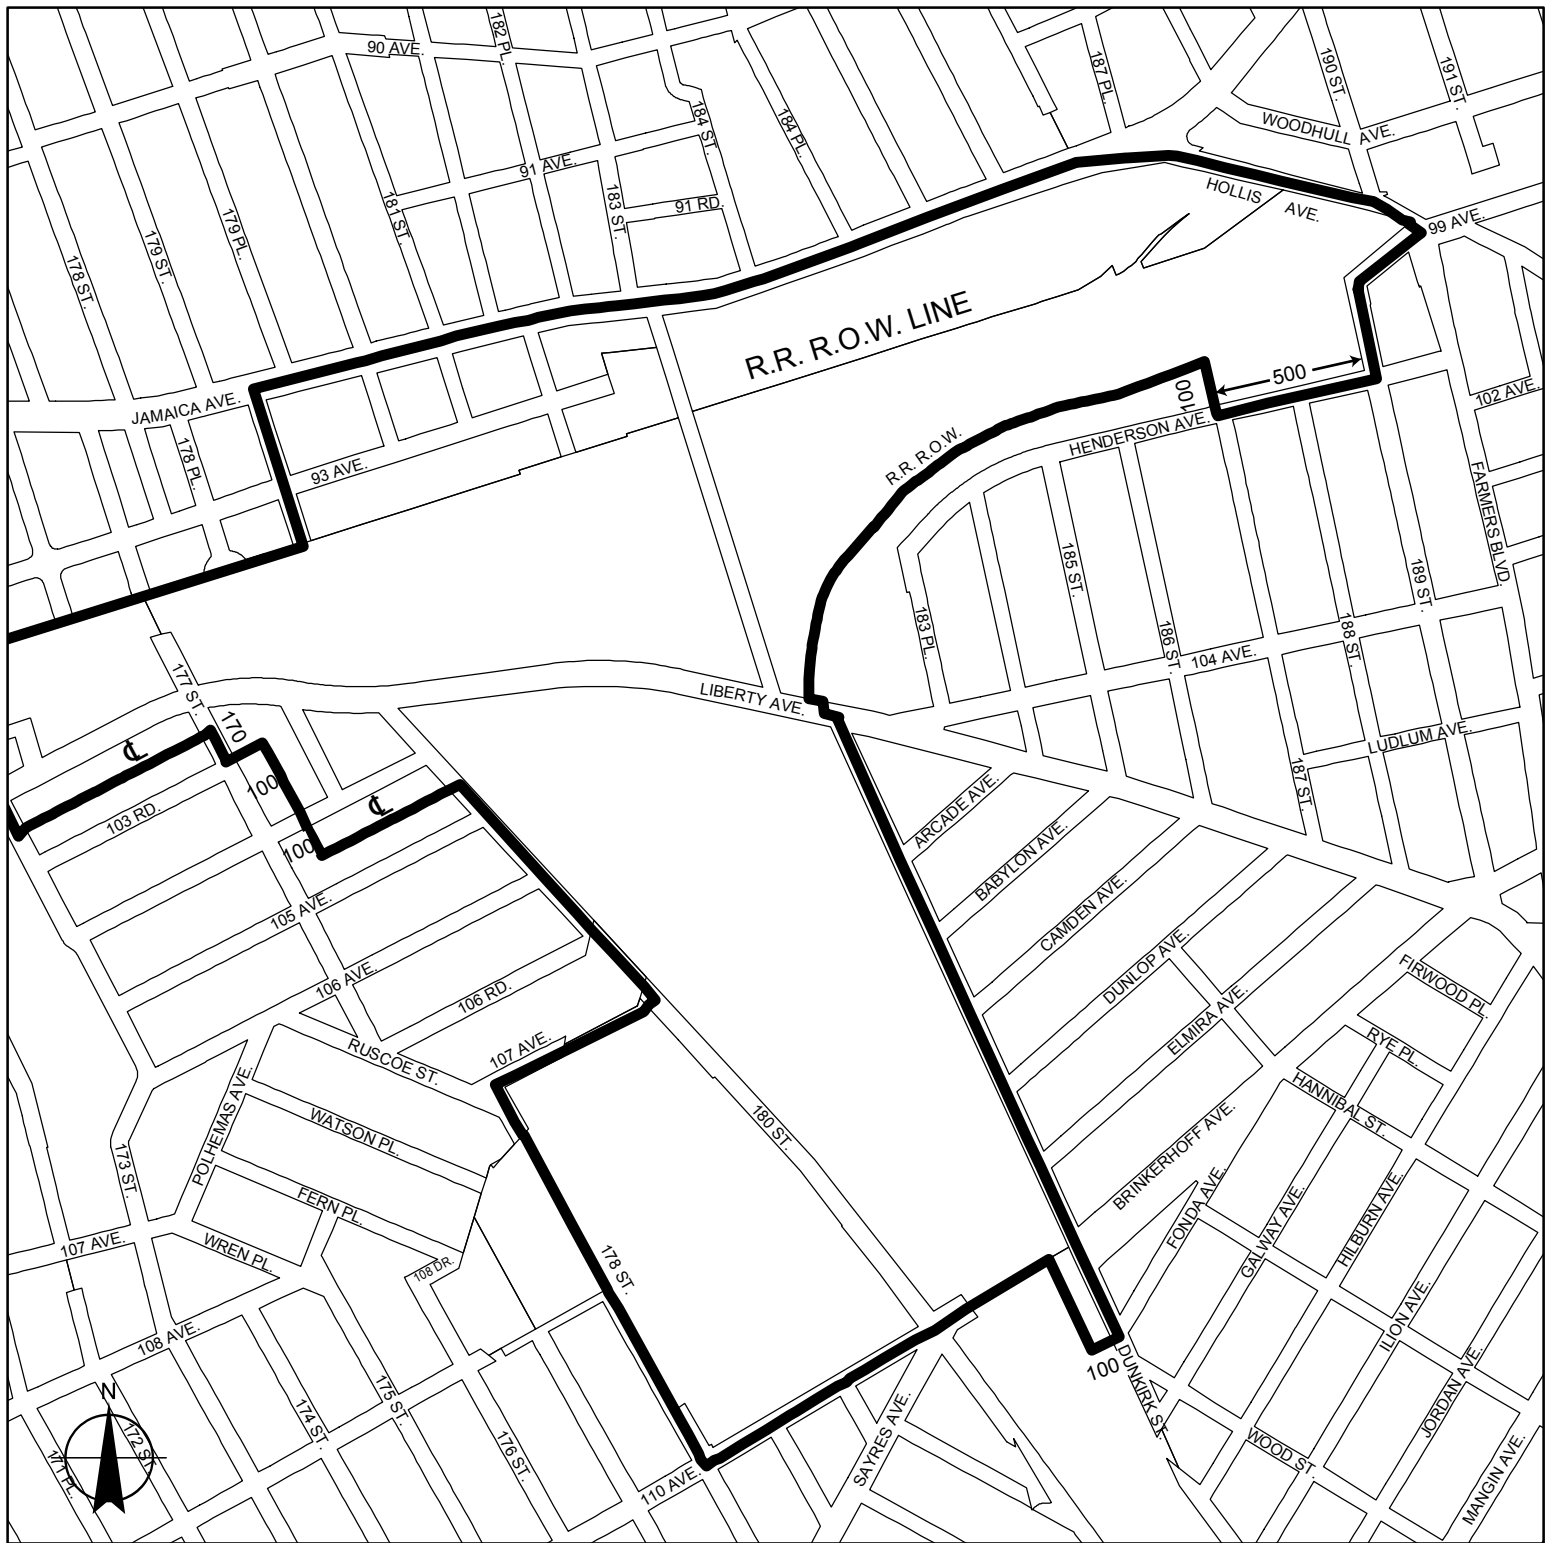 90 AVE.
182 PL.
187 PL.
190 ST.
191 ST.
184 ST.
184 PL.
WOODHULL AVE.
91 AVE.
183 ST.
91 RD.
181 ST.
179 PL.
179 ST.
178 ST.
HOLLIS AVE.
99 AVE.
R.R. R.O.W. LINE
JAMAICA AVE.
178 PL.
93 AVE.
500
100
102 AVE.
HENDERSON AVE.
R.R. R.O.W.
FARMERS BLVD.
185 ST.
189 ST.
183 PL.
186 ST.
188 ST.
104 AVE.
177 ST.
LIBERTY AVE.
170
℄
LUDLUM AVE.
187 ST.
100
℄
103 RD.
100
ARCADE AVE.
BABYLON AVE.
105 AVE.
CAMDEN AVE.
106 AVE.
106 RD.
DUNLOP AVE.
FIRWOOD PL.
ELMIRA AVE.
107 AVE.
RUSCOE ST.
RYE PL.
HANNIBAL ST.
POLHEMAS AVE.
WATSON PL.
180 ST.
BRINKERHOFF AVE.
173 ST.
FERN PL.
FONDA AVE.
GALWAY AVE.
HILBURN AVE.
107 AVE.
WREN PL.
108 DR.
178 ST.
ILION AVE.
108 AVE.
100
DUNKIRK ST.
JORDAN AVE.
N
172 ST.
171 PL.
174 ST.
175 ST.
176 ST.
110 AVE.
SAYRES AVE.
WOOD ST.
MANGIN AVE.